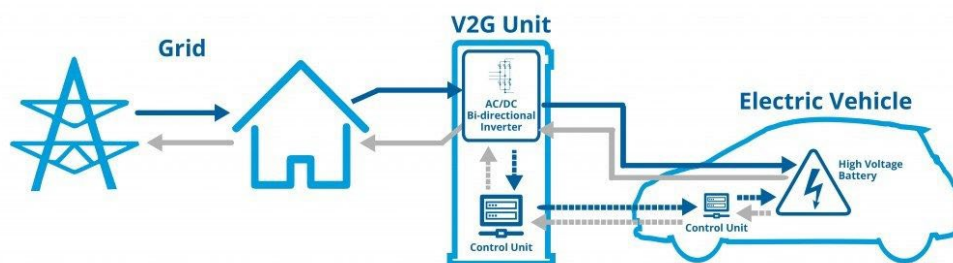 V2G Unit
Grid
AC/DC
Bi-directional
Inverter
Electric Vehicle
High Voltage
Battery
Control Unit
Control Unit